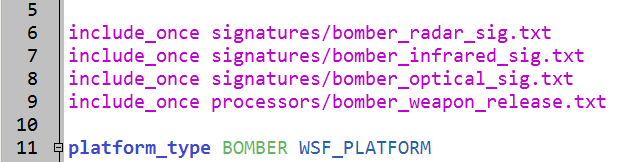 5
6 include_once signatures/bomber_radar_sig.txt
7 include_once signatures/bomber_infrared_sig.txt
8 include_once signatures/bomber_optical_sig.txt
9 include_once processors/bomber_weapon_release.txt
10
11 platform_type BOMBER WSF_PLATFORM